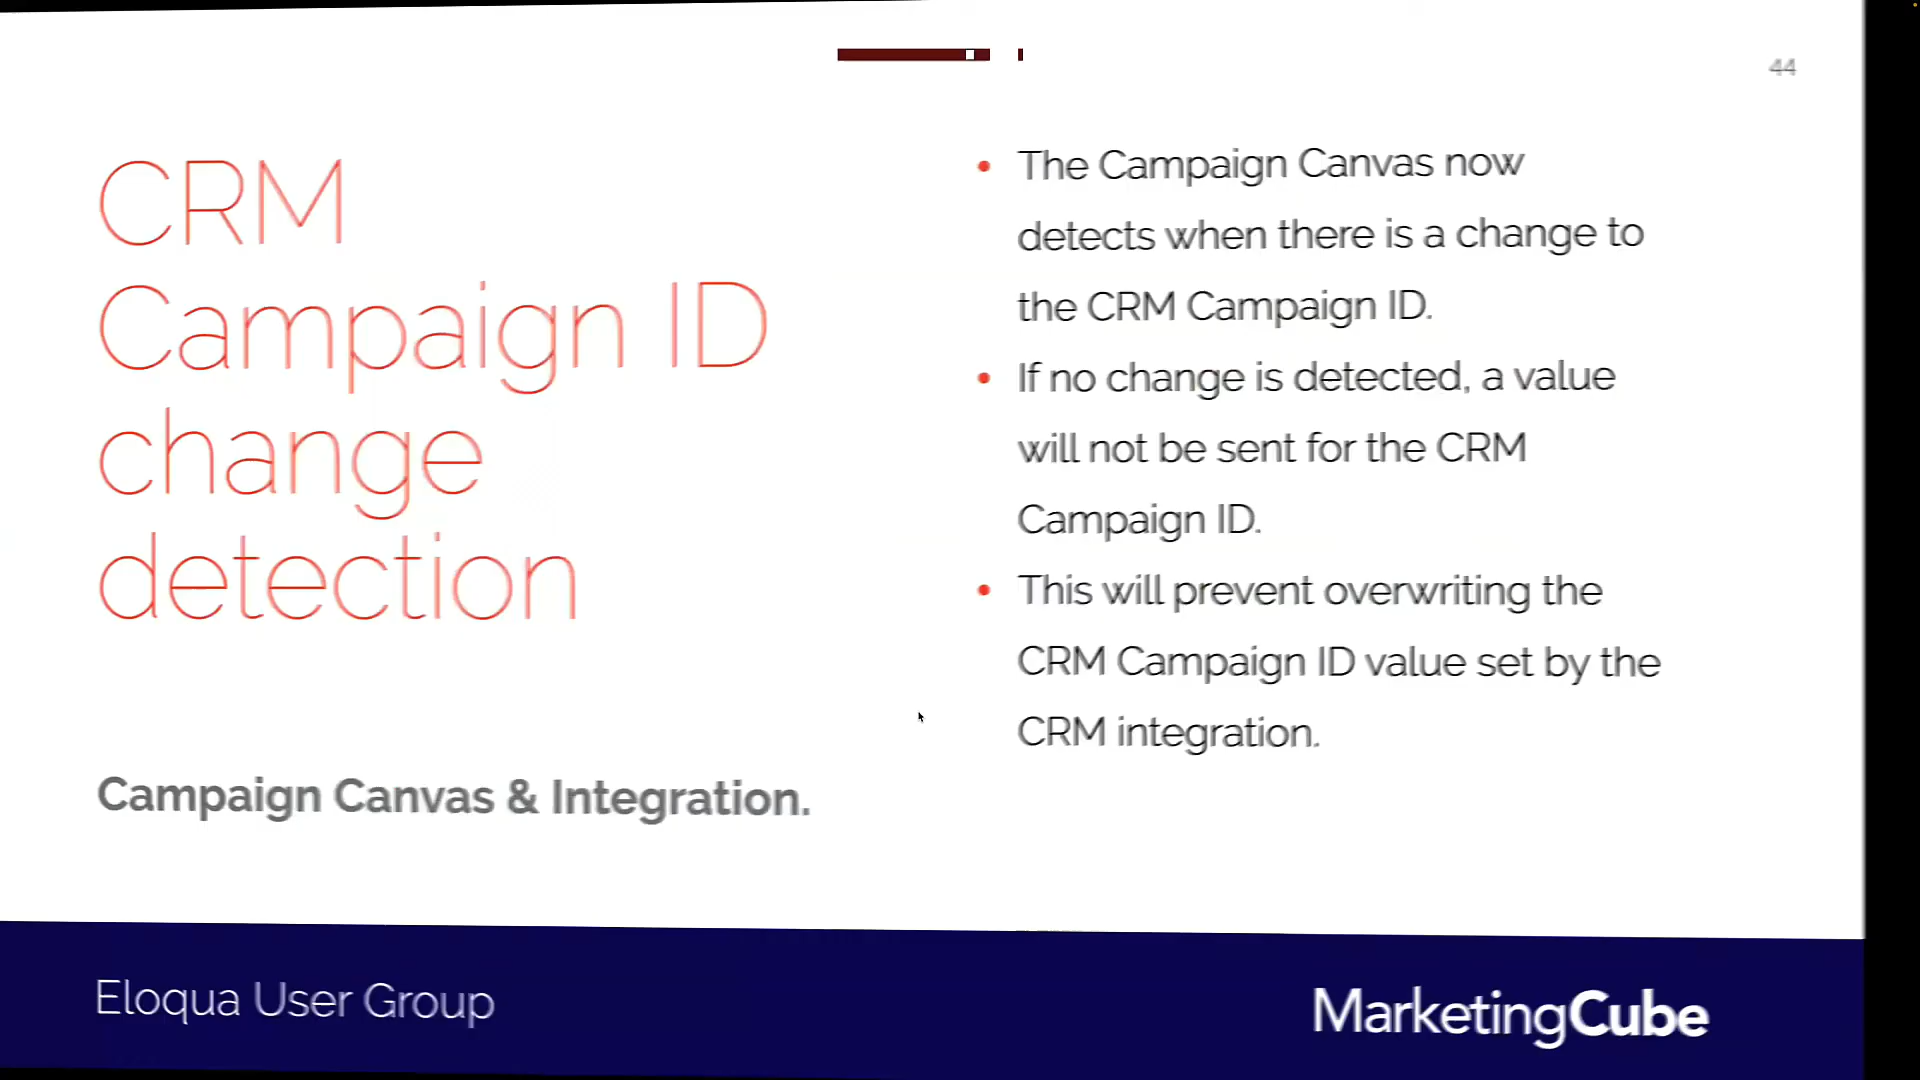 44
CRM
Campaign ID
change
detection
Campaign Canvas & Integration.
• The Campaign Canvas now
detects when there is a change to
the CRM Campaign ID.
• If no change is detected, a value
will not be sent for the CRM
Campaign ID.
• This will prevent overwriting the
CRM Campaign ID value set by the
CRM integration.
Eloqua User Group
MarketingCube